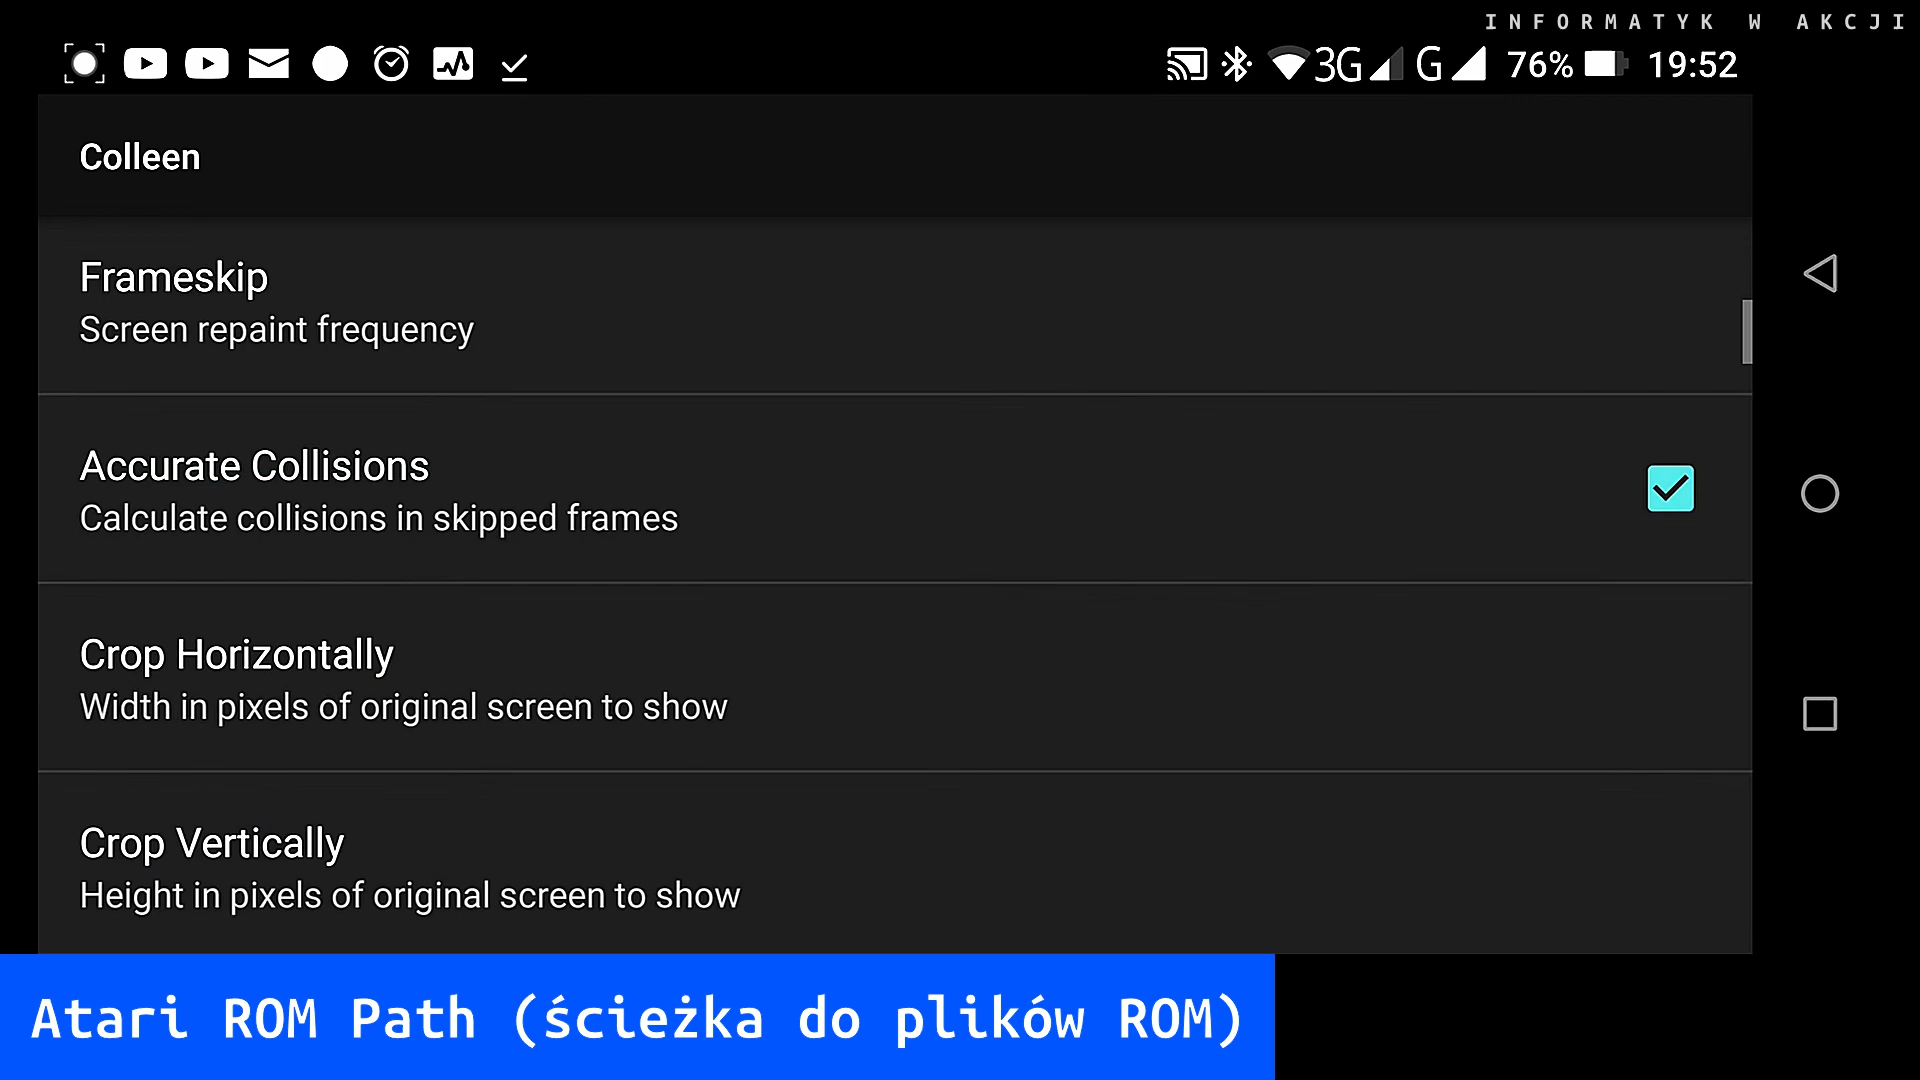 INFORMATYK W AKCJI
3G G 76% 19:52
Colleen
Frameskip
Screen repaint frequency
Accurate Collisions
Calculate collisions in skipped frames
Crop Horizontally
Width in pixels of original screen to show
Crop Vertically
Height in pixels of original screen to show
Atari ROM Path (ścieżka do plików ROM)